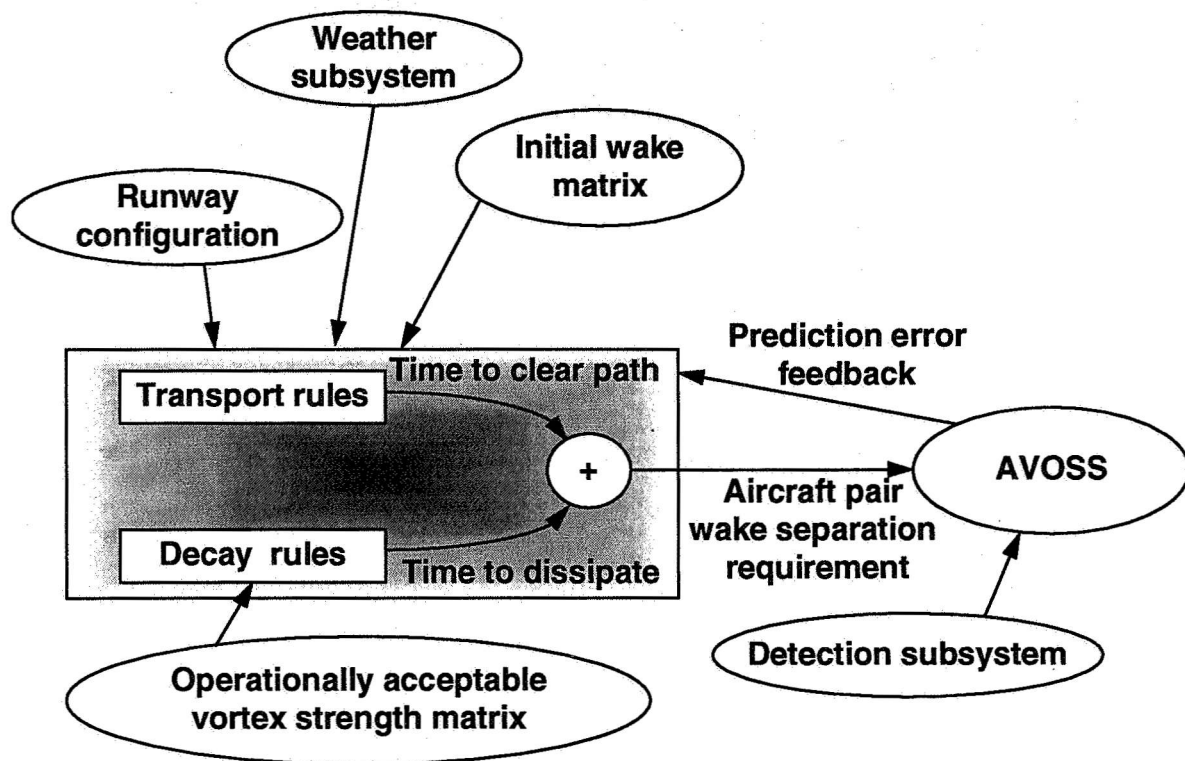 Weather
subsystem
Initial wake
matrix
Runway
configuration
Prediction error
feedback
Time to clear path
Transport rules
+
AVOSS
Aircraft pair
wake separation
requirement
Decay rules
Time to dissipate
Detection subsystem
Operationally acceptable
vortex strength matrix